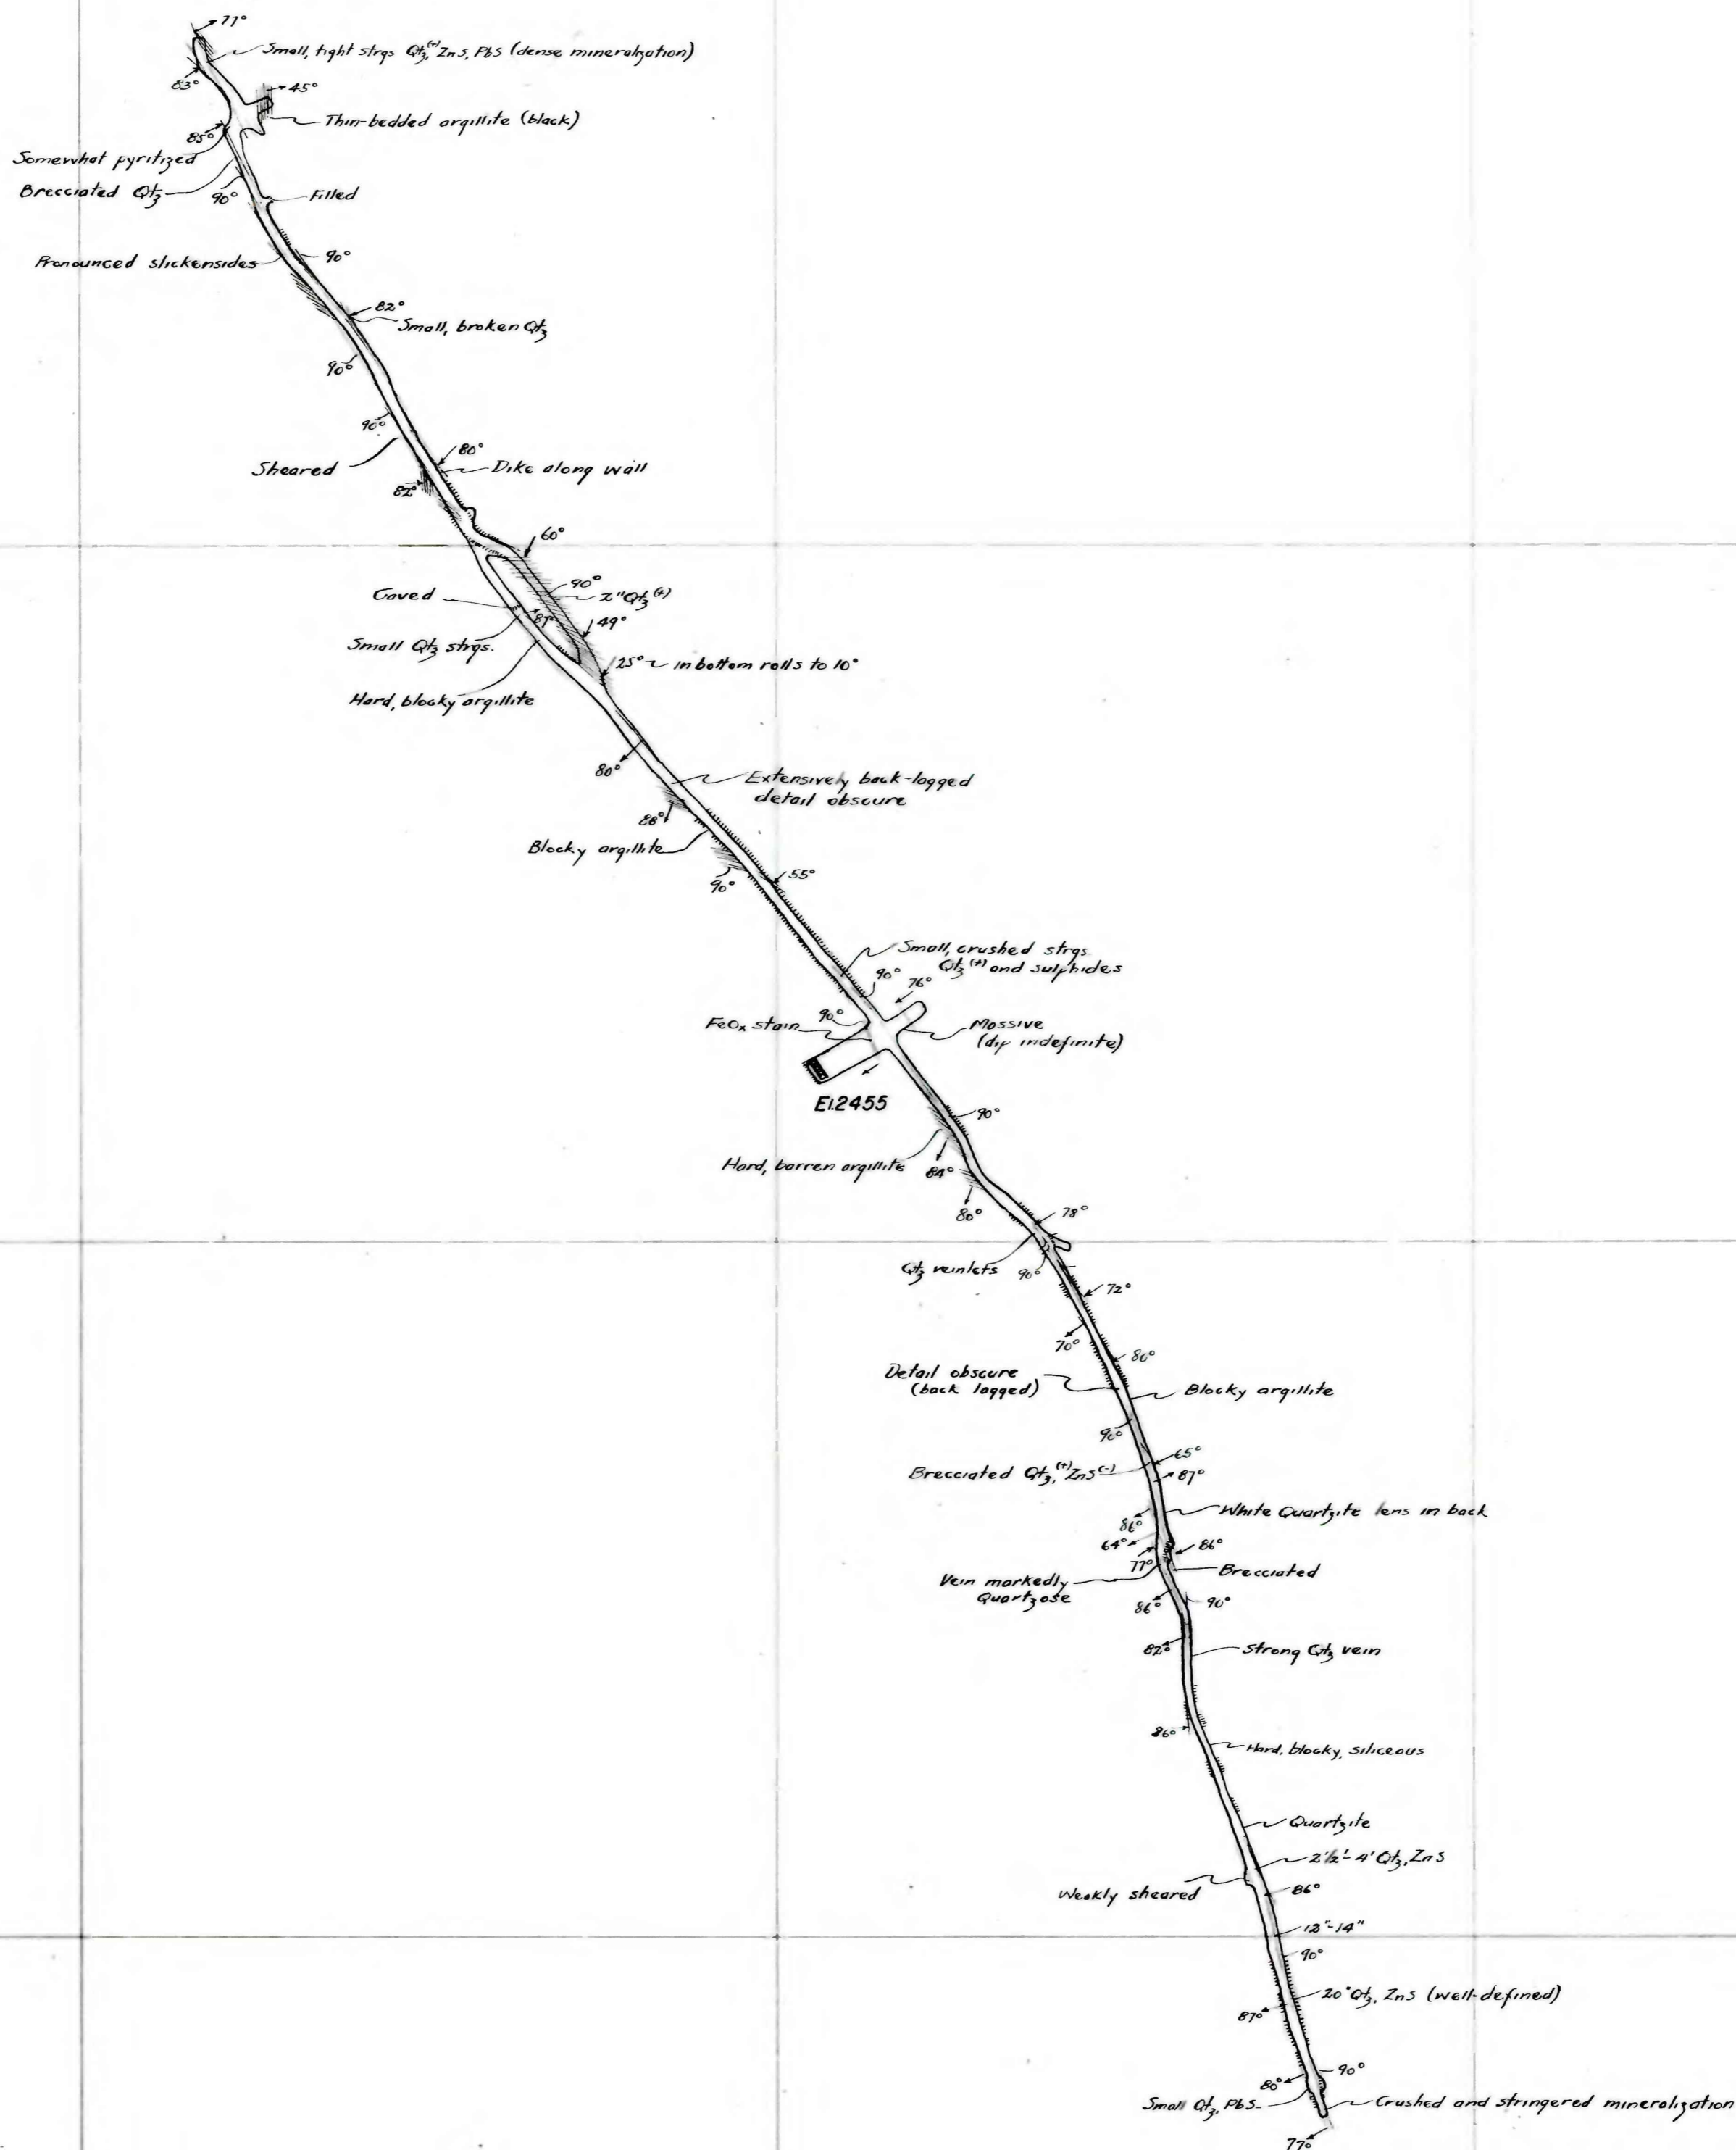 77°
Small, tight strgs Qtz,(+) ZnS, PbS (dense mineralization)
83°
45°
Thin-bedded argillite (black)
85°
Somewhat pyritized
Brecciated Qtz
90°
Filled
Pronounced slickensides
90°
82°
Small, broken Qtz
90°
90°
Sheared
80°
Dike along wall
82°
60°
90°
Caved
2" Qtz (+)
87°
49°
Small Qtz strgs.
25° in bottom rolls to 10°
Hard, blocky argillite
80°
Extensively back-lagged
detail obscure
88°
Blocky argillite
90°
55°
Small, crushed strgs.
Qtz (+) and sulphides
90°
76°
90°
FeOx stain
Massive
(dip indefinite)
El.2455
90°
Hard, barren argillite
84°
80°
78°
Qtz veinlets
90°
72°
70°
80°
Detail obscure
(back lagged)
Blocky argillite
90°
65°
Brecciated Qtz,(+) ZnS(-)
87°
White Quartzite lens in back
86°
64°
86°
77°
Brecciated
Vein markedly
Quartzose
86°
90°
82°
Strong Qtz vein
86°
Hard, blocky, siliceous
Quartzite
2 1/2'-4' Qtz, ZnS
Weakly sheared
86°
12"-14"
90°
20" Qtz, ZnS (well-defined)
87°
90°
80°
Small Qtz, PbS
Crushed and stringered mineralization
77°